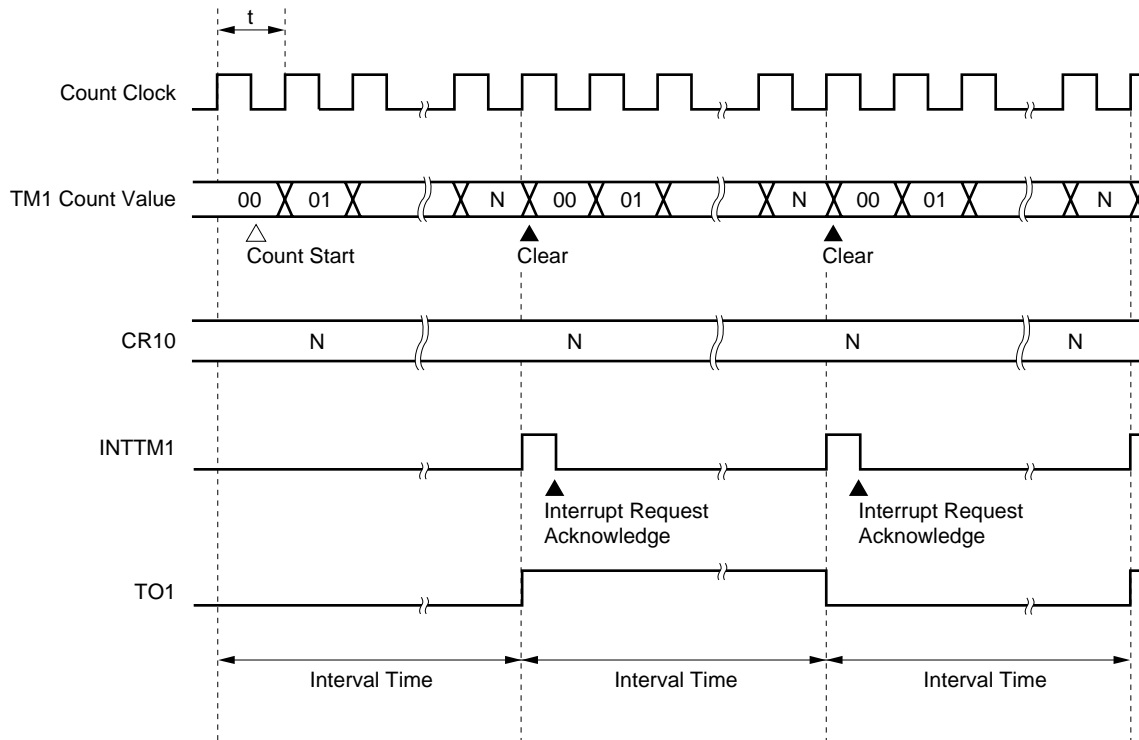 t
Count Clock
TM1 Count Value
00 01 N 00 01 N 00 01 N
Count Start Clear Clear
CR10
N N N N
INTTM1
Interrupt Request
Acknowledge
Interrupt Request
Acknowledge
TO1
Interval Time Interval Time Interval Time